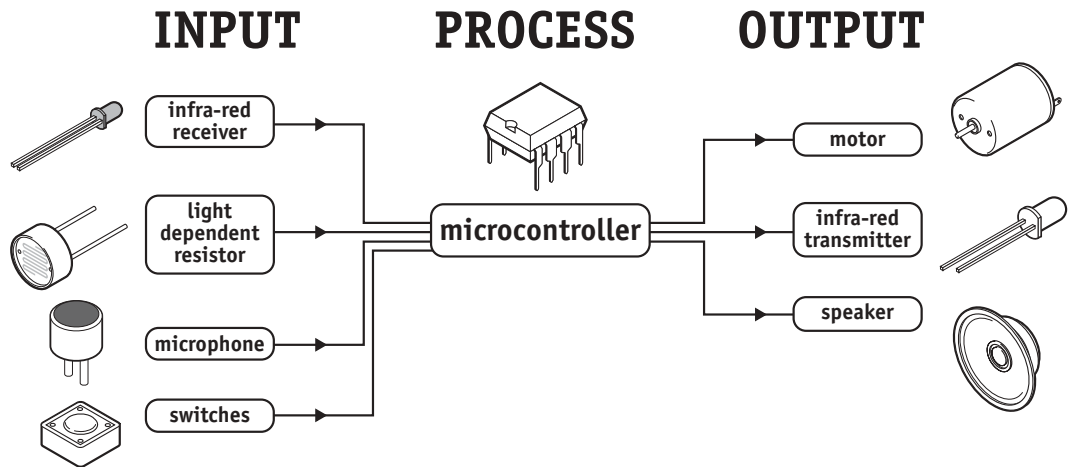 INPUT
PROCESS
OUTPUT
infra-red
receiver
light
dependent
resistor
microphone
switches
microcontroller
motor
infra-red
transmitter
speaker